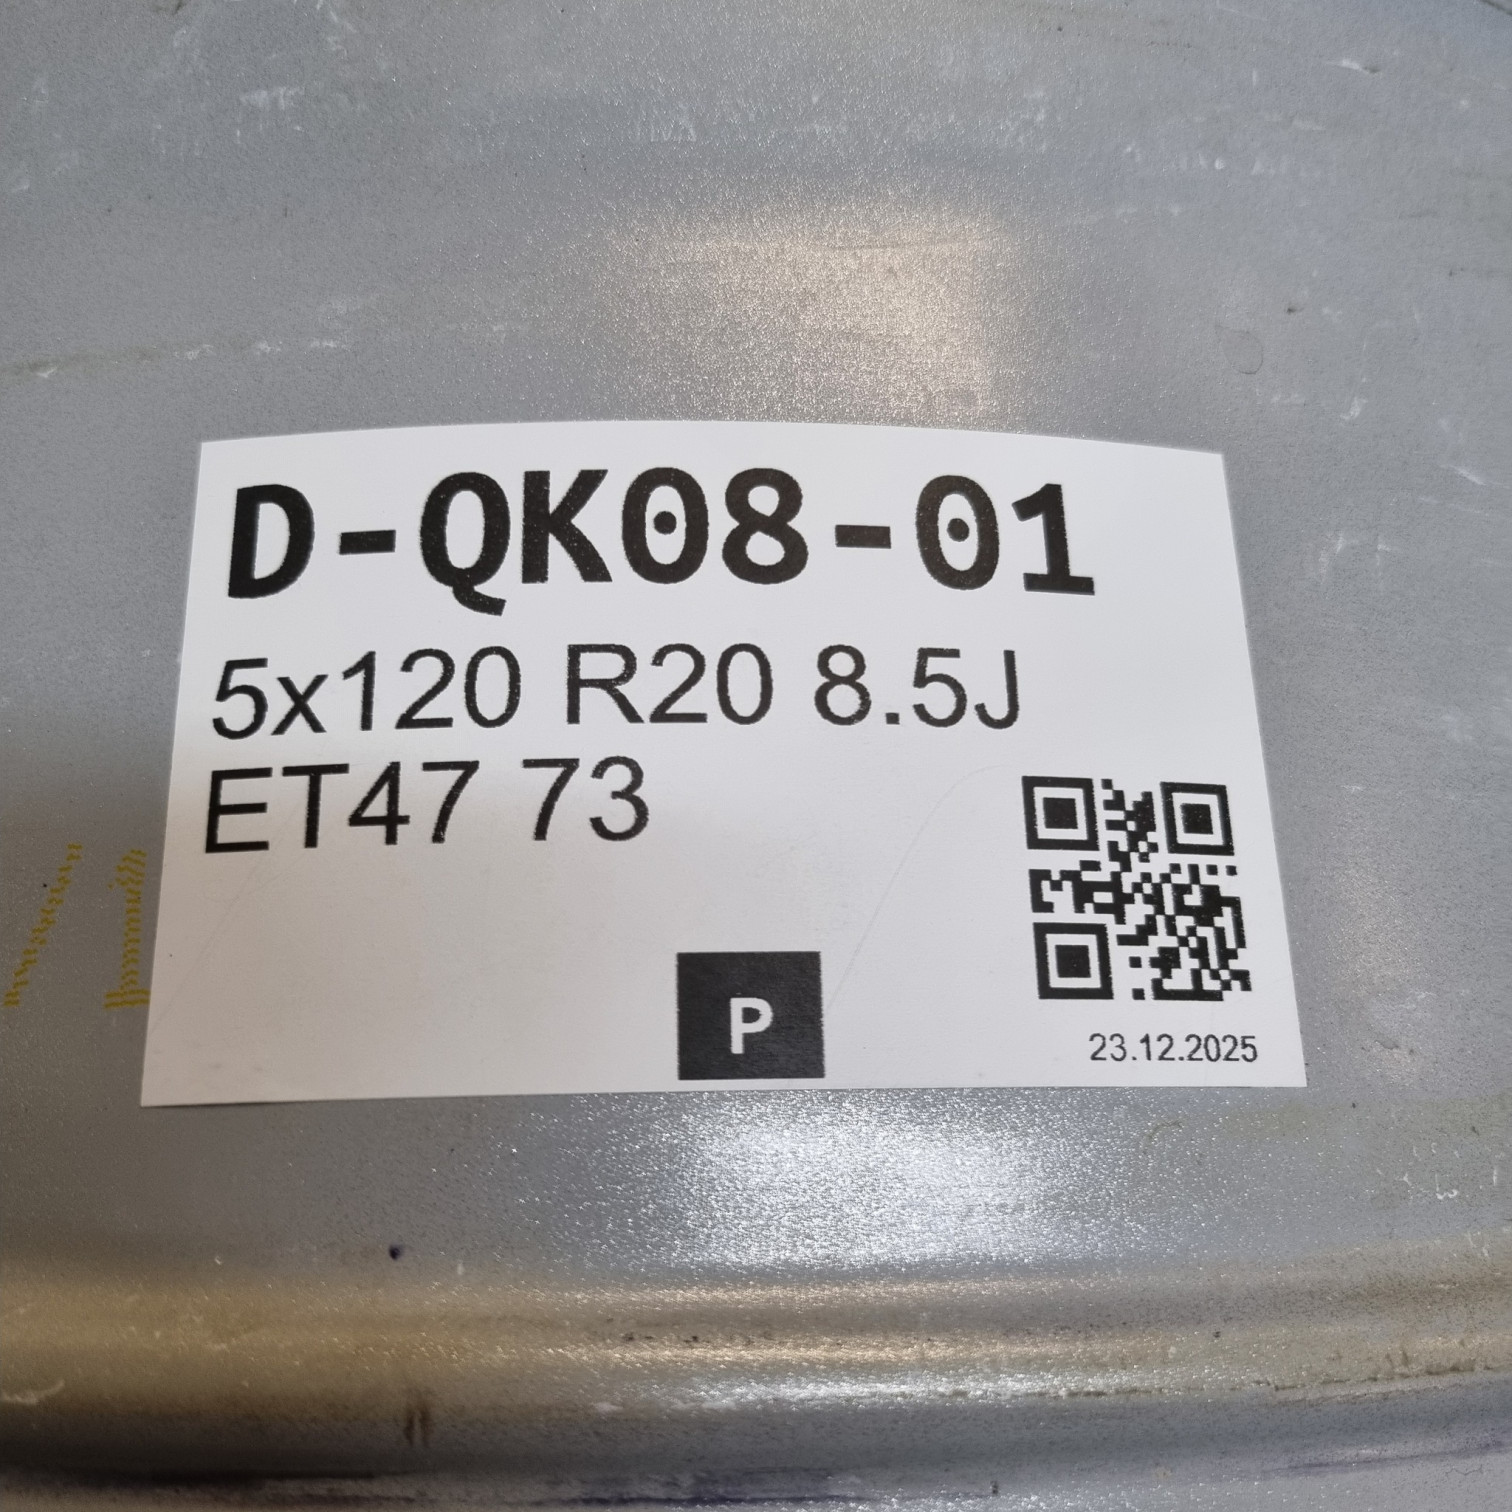 D-QK08-01
5x120 R20 8.5J
ET47 73
P
23.12.2025